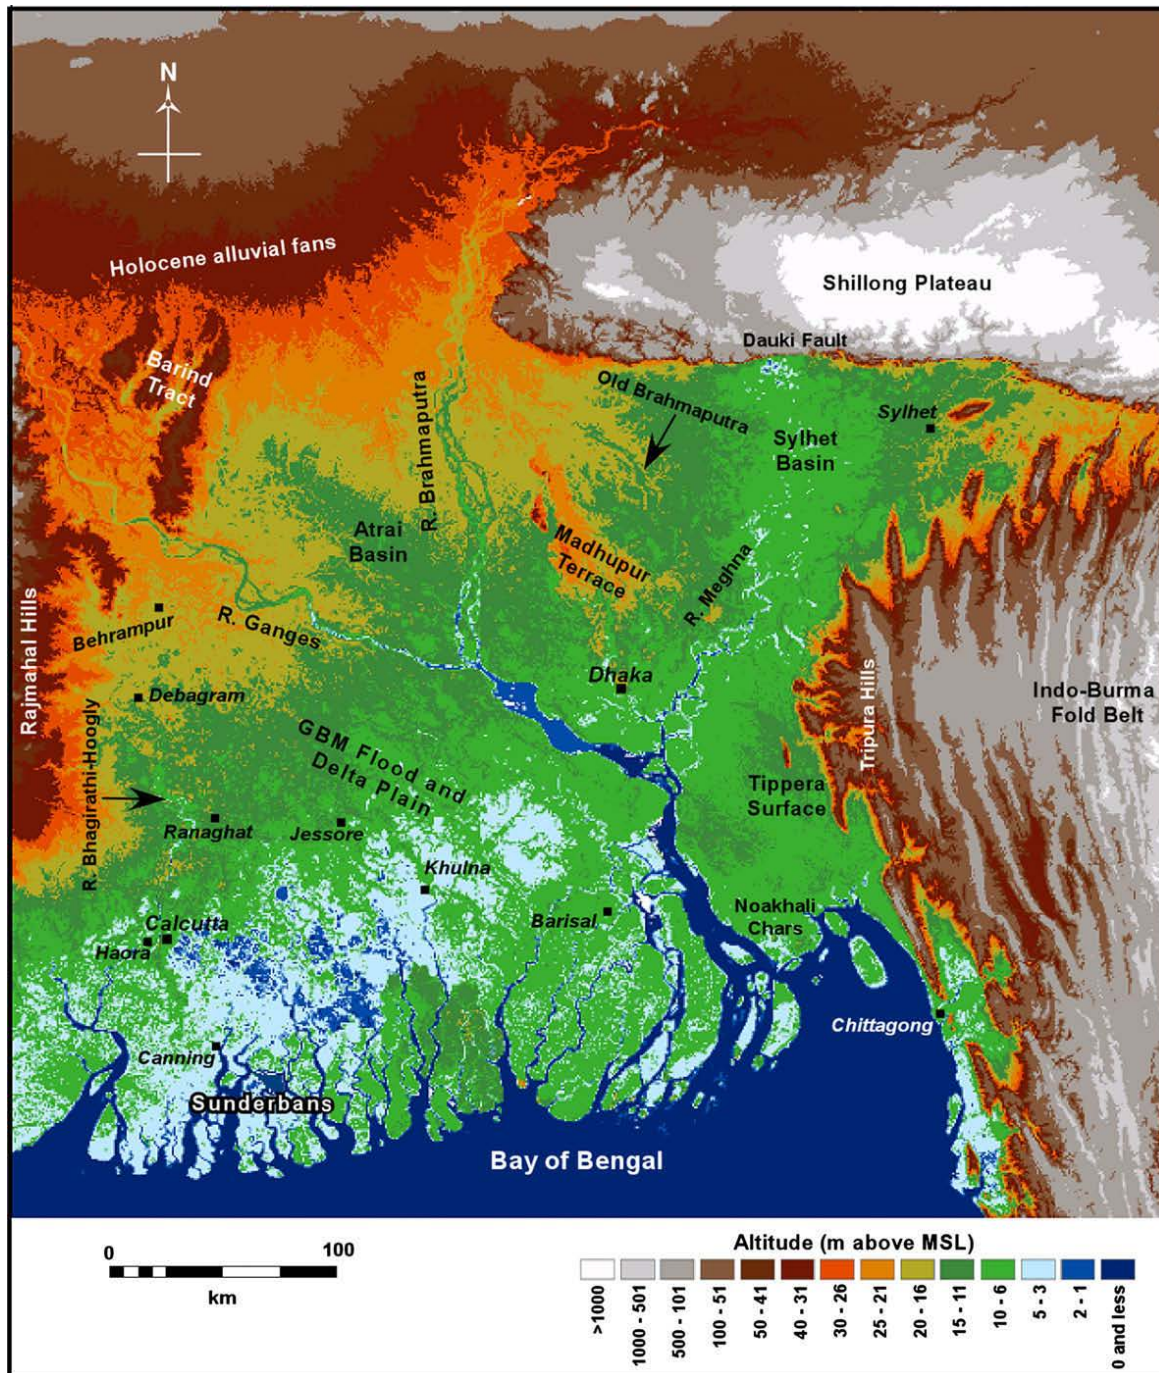 N
Holocene alluvial fans
Shillong Plateau
Dauki Fault
Barind
Tract
Old Brahmaputra
Sylhet
R. Brahmaputra
Sylhet
Basin
Atrai
Basin
Madhupur
Terrace
R. Meghna
Behrampur
R. Ganges
Rajmahal Hills
Debagram
Dhaka
Tripura Hills
Indo-Burma
Fold Belt
GBM Flood and
Delta Plain
R. Bhagirathi-Hoogly
Tippera
Surface
Ranaghat
Jessore
Khulna
Barisal
Noakhali
Chars
Calcutta
Haora
Chittagong
Canning
Sunderbans
Bay of Bengal
0
100
km
Altitude (m above MSL)
>1000
1000 - 501
500 - 101
100 - 51
50 - 41
40 - 31
30 - 26
25 - 21
20 - 16
15 - 11
10 - 6
5 - 3
2 - 1
0 and less